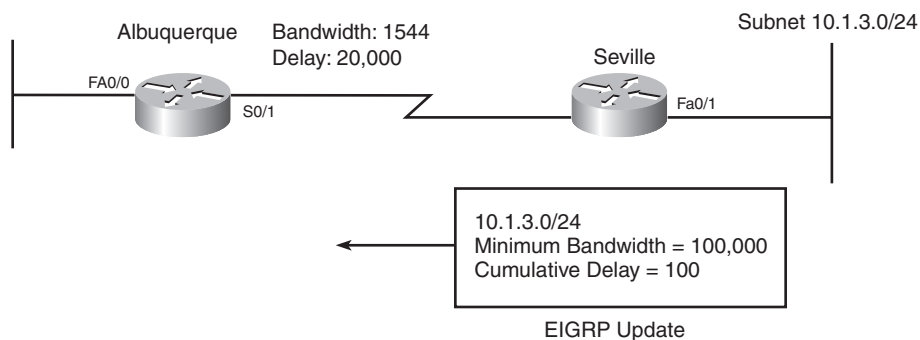 Subnet 10.1.3.0/24
Albuquerque
Bandwidth: 1544
Delay: 20,000
Seville
FA0/0
S0/1
Fa0/1
10.1.3.0/24
Minimum Bandwidth = 100,000
Cumulative Delay = 100
EIGRP Update